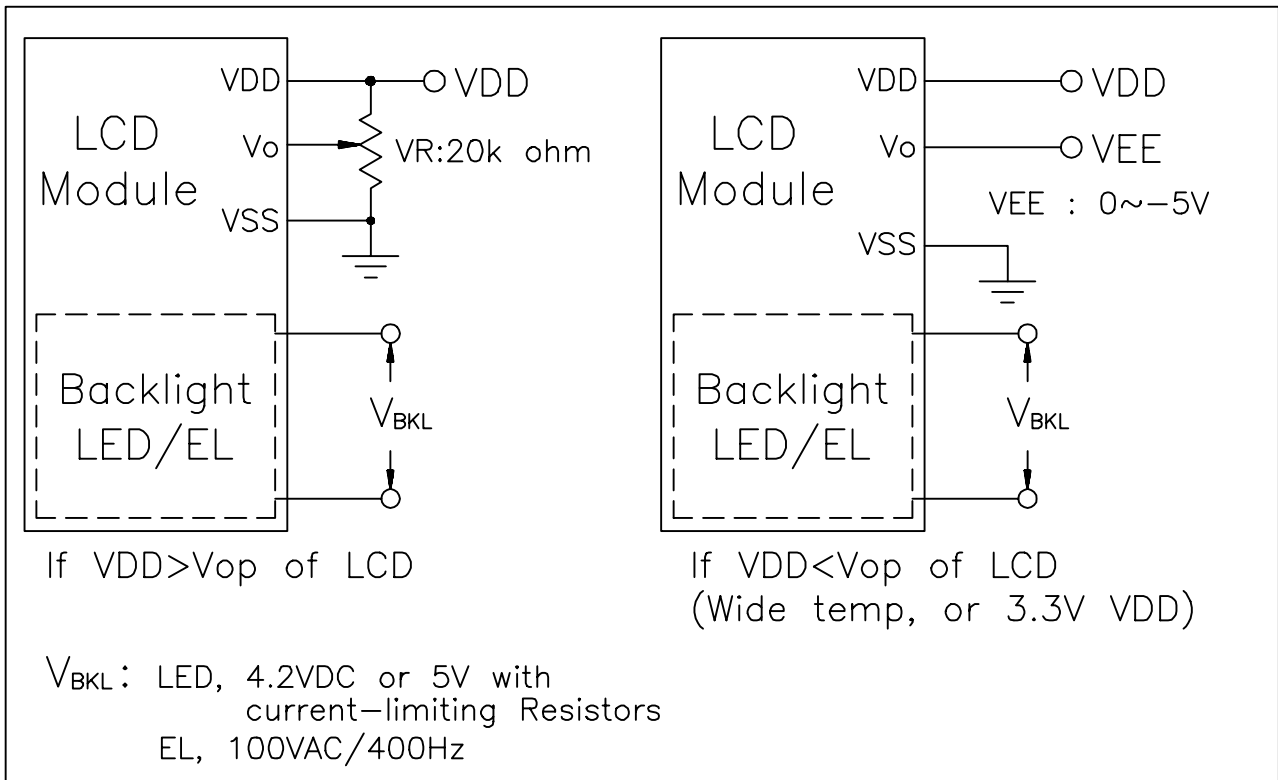 VDD
VDD
LCD
Module
Vo
VR:20k ohm
VSS
Backlight
LED/EL
VBKL
If VDD>Vop of LCD
VDD
VDD
LCD
Module
Vo
VEE
VEE : 0~-5V
VSS
Backlight
LED/EL
VBKL
If VDD<Vop of LCD
(Wide temp, or 3.3V VDD)
VBKL: LED, 4.2VDC or 5V with
current-limiting Resistors
EL, 100VAC/400Hz